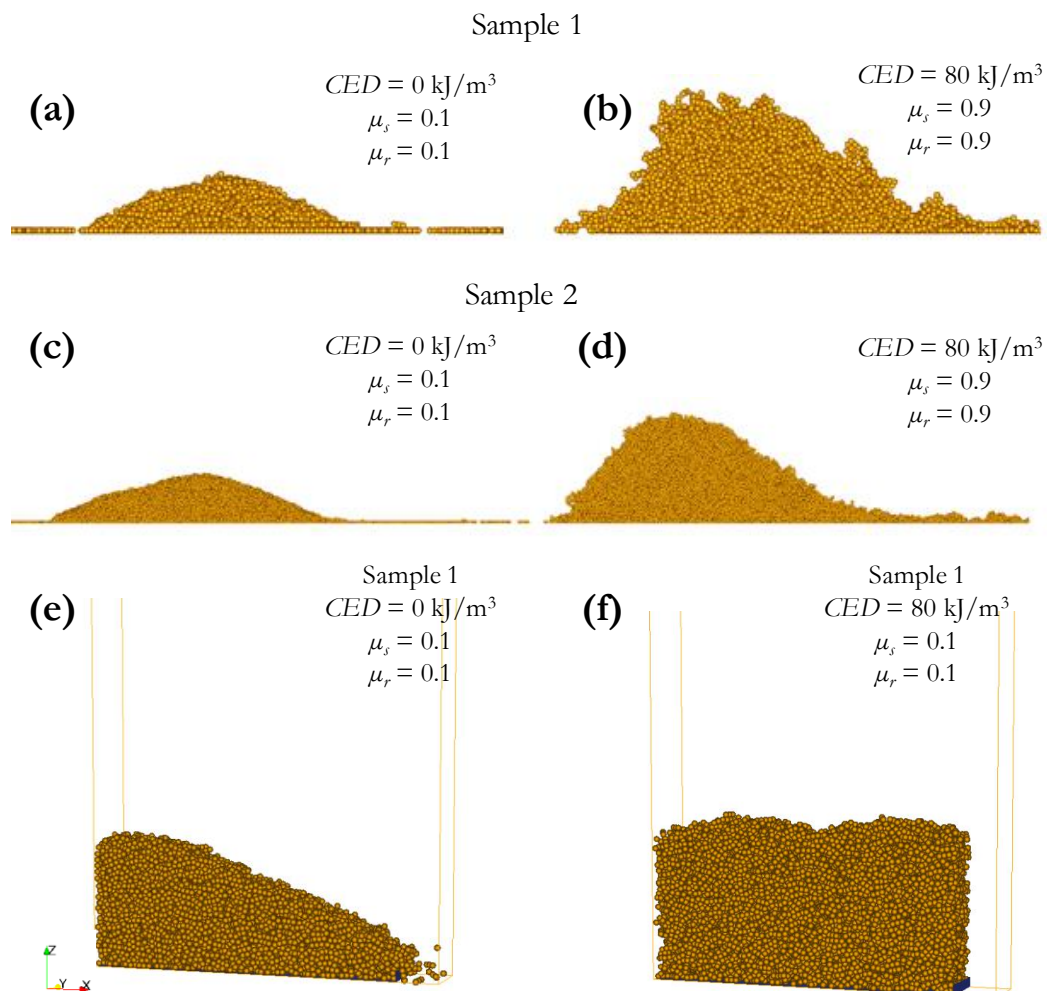 Sample 1
(a)
CED = 0 kJ/m³
μs = 0.1
μr = 0.1
(b)
CED = 80 kJ/m³
μs = 0.9
μr = 0.9
Sample 2
(c)
CED = 0 kJ/m³
μs = 0.1
μr = 0.1
(d)
CED = 80 kJ/m³
μs = 0.9
μr = 0.9
(e)
Sample 1
CED = 0 kJ/m³
μs = 0.1
μr = 0.1
(f)
Sample 1
CED = 80 kJ/m³
μs = 0.1
μr = 0.1
Z
Y
X